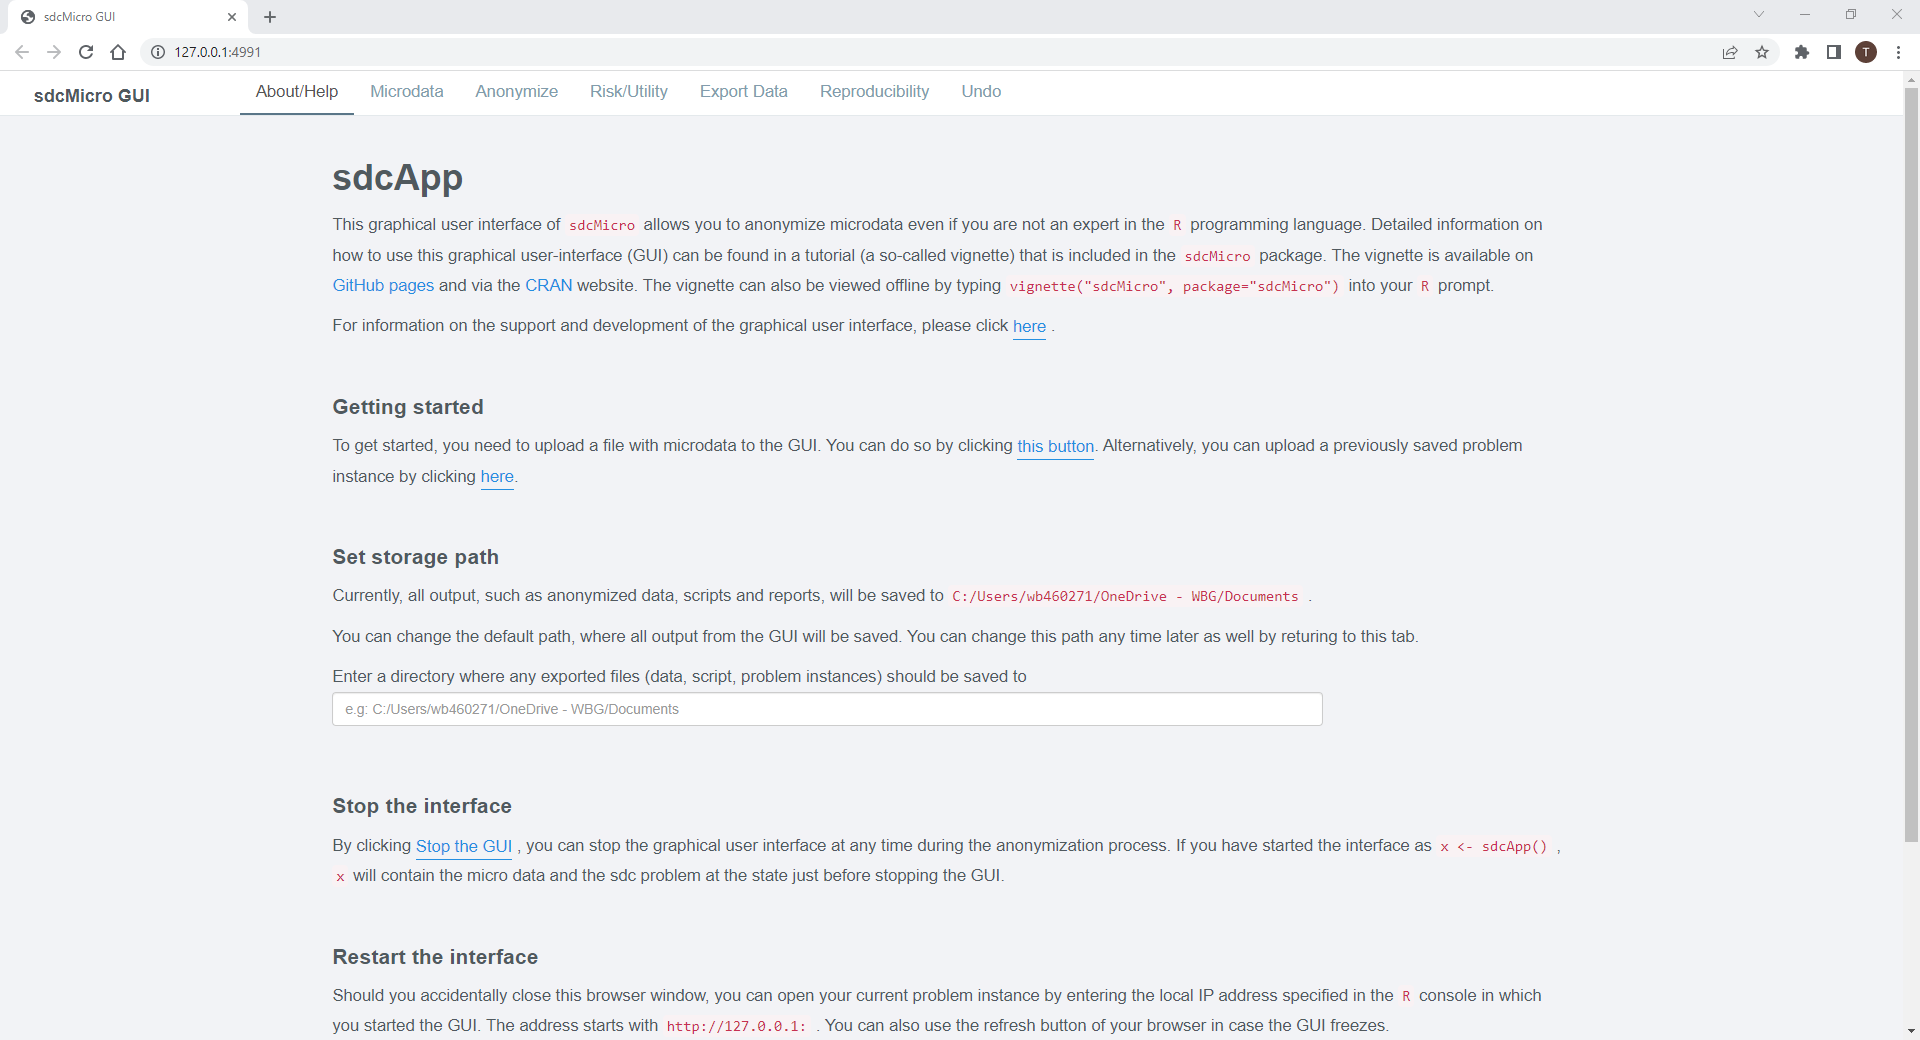 sdcMicro GUI
127.0.0.1:4991
T
sdcMicro GUI
About/Help Microdata Anonymize Risk/Utility Export Data Reproducibility Undo
sdcApp
This graphical user interface of sdcMicro allows you to anonymize microdata even if you are not an expert in the R programming language. Detailed information on
how to use this graphical user-interface (GUI) can be found in a tutorial (a so-called vignette) that is included in the sdcMicro package. The vignette is available on
GitHub pages and via the CRAN website. The vignette can also be viewed offline by typing vignette("sdcMicro", package="sdcMicro") into your R prompt.
For information on the support and development of the graphical user interface, please click here .
Getting started
To get started, you need to upload a file with microdata to the GUI. You can do so by clicking this button. Alternatively, you can upload a previously saved problem
instance by clicking here.
Set storage path
Currently, all output, such as anonymized data, scripts and reports, will be saved to C:/Users/wb460271/OneDrive - WBG/Documents .
You can change the default path, where all output from the GUI will be saved. You can change this path any time later as well by returing to this tab.
Enter a directory where any exported files (data, script, problem instances) should be saved to
e.g: C:/Users/wb460271/OneDrive - WBG/Documents
Stop the interface
By clicking Stop the GUI , you can stop the graphical user interface at any time during the anonymization process. If you have started the interface as x <- sdcApp() ,
x will contain the micro data and the sdc problem at the state just before stopping the GUI.
Restart the interface
Should you accidentally close this browser window, you can open your current problem instance by entering the local IP address specified in the R console in which
you started the GUI. The address starts with http://127.0.0.1: . You can also use the refresh button of your browser in case the GUI freezes.